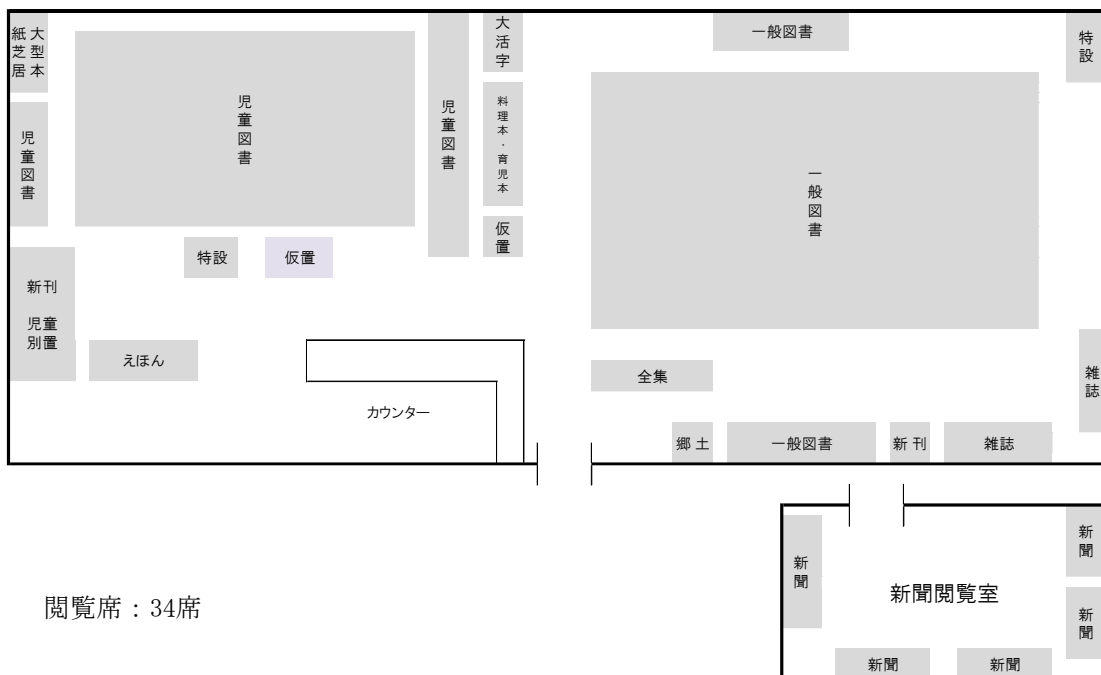 大型本
紙芝居
児童図書
児童図書
児童図書
大活字
料理本・育児本
仮置
一般図書
特設
一般図書
特設
仮置
新刊
児童
別置
えほん
カウンター
全集
雑誌
郷土
一般図書
新刊
雑誌
新聞
新聞閲覧室
新聞
新聞
新聞
新聞
閲覧席：34席